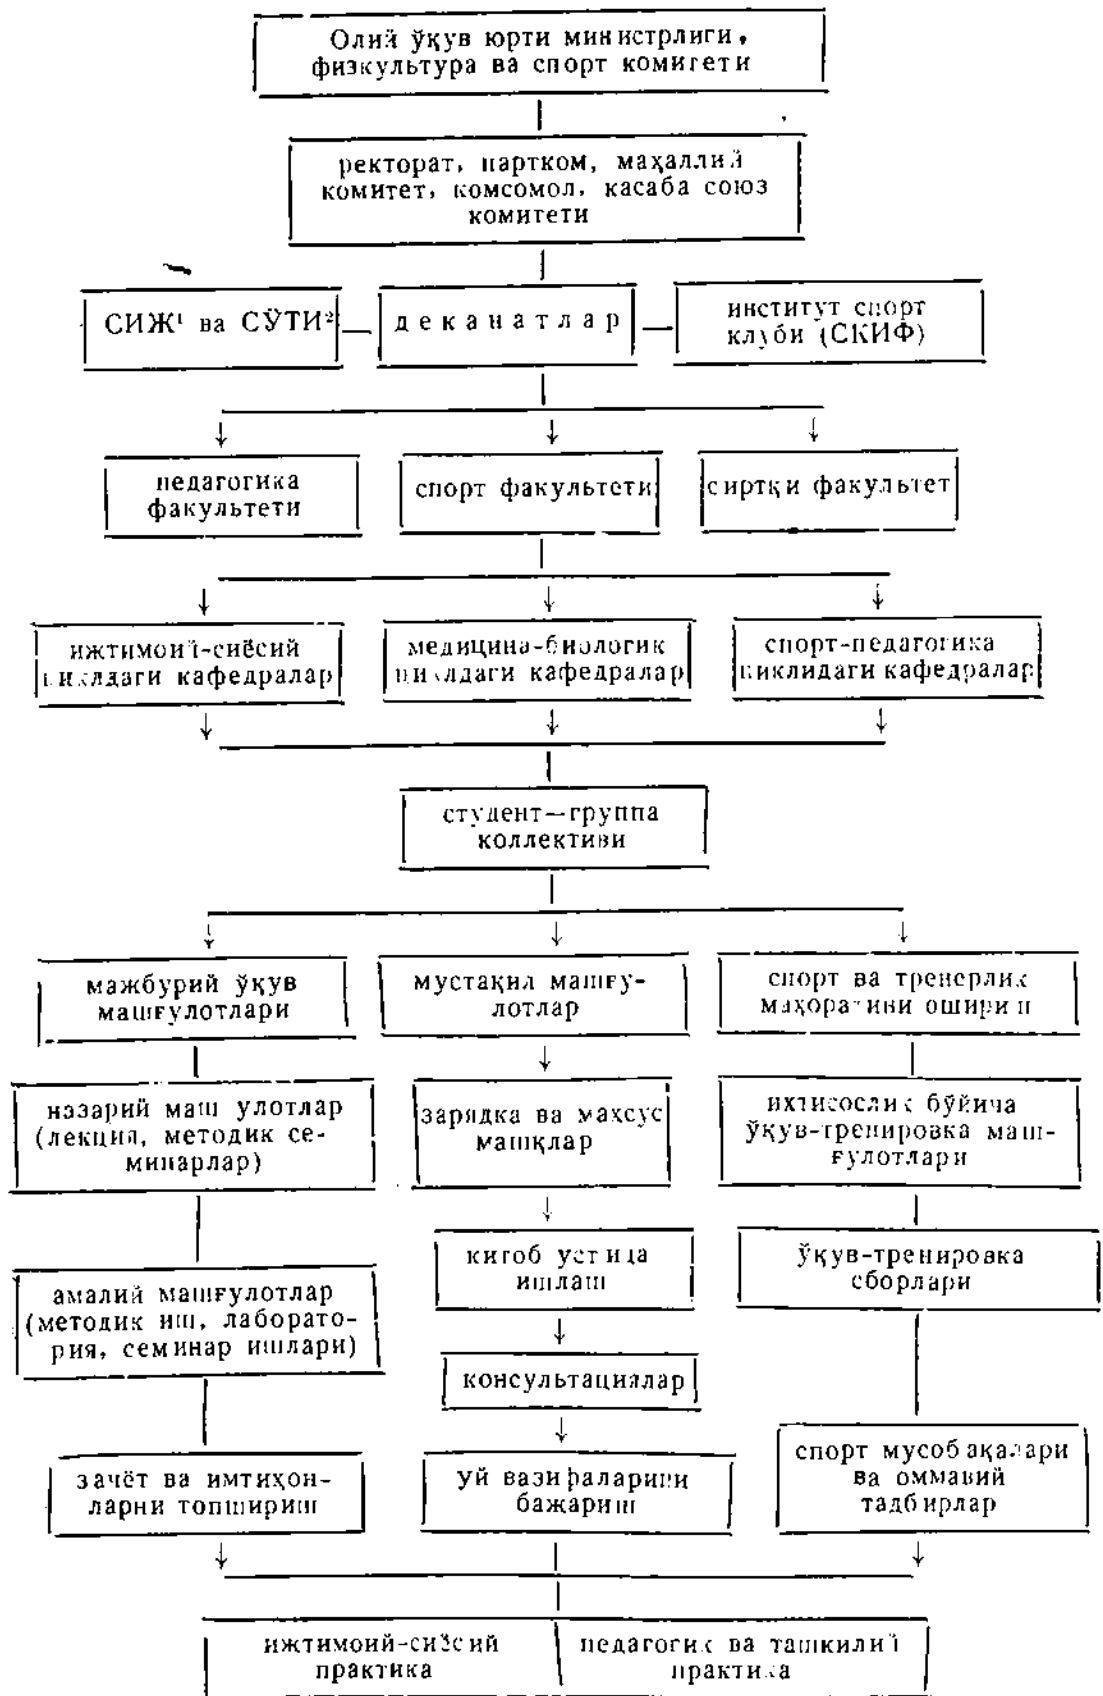 Олий ўқув юрти министрлиги,
физкультура ва спорт комитети
ректорат, партком, маҳаллий
комитет, комсомол, касаба союз
комитети
СИЖ¹ ва СЎТИ²
деканатлар
институт спорт
клуби (СКИФ)
педагогика
факультети
спорт факультети
сиртқи факультет
ижтимоий-сиёсий
циклдаги кафедралар
медицина-биологик
циклдаги кафедралар
спорт-педагогика
циклидаги кафедралар
студент—группа
коллективи
мажбурий ўқув
машғулотлари
мустақил машғу-
лотлар
спорт ва тренерлик
маҳоратини ошириш
назарий машғулотлар
(лекция, методик се-
минарлар)
зарядка ва махсус
машқлар
ихтисослик бўйича
ўқув-тренировка маш-
ғулотлари
амалий машғулотлар
(методик иш, лаборато-
рия, семинар ишлари)
китоб устида
ишлаш
ўқув-тренировка
сборлари
консультациялар
зачёт ва имтиҳон-
ларни топшириш
уй вазифаларини
бажариш
спорт мусобақалари
ва оммавий
тадбирлар
ижтимоий-сиёсий
практика
педагогик ва ташкилий
практика